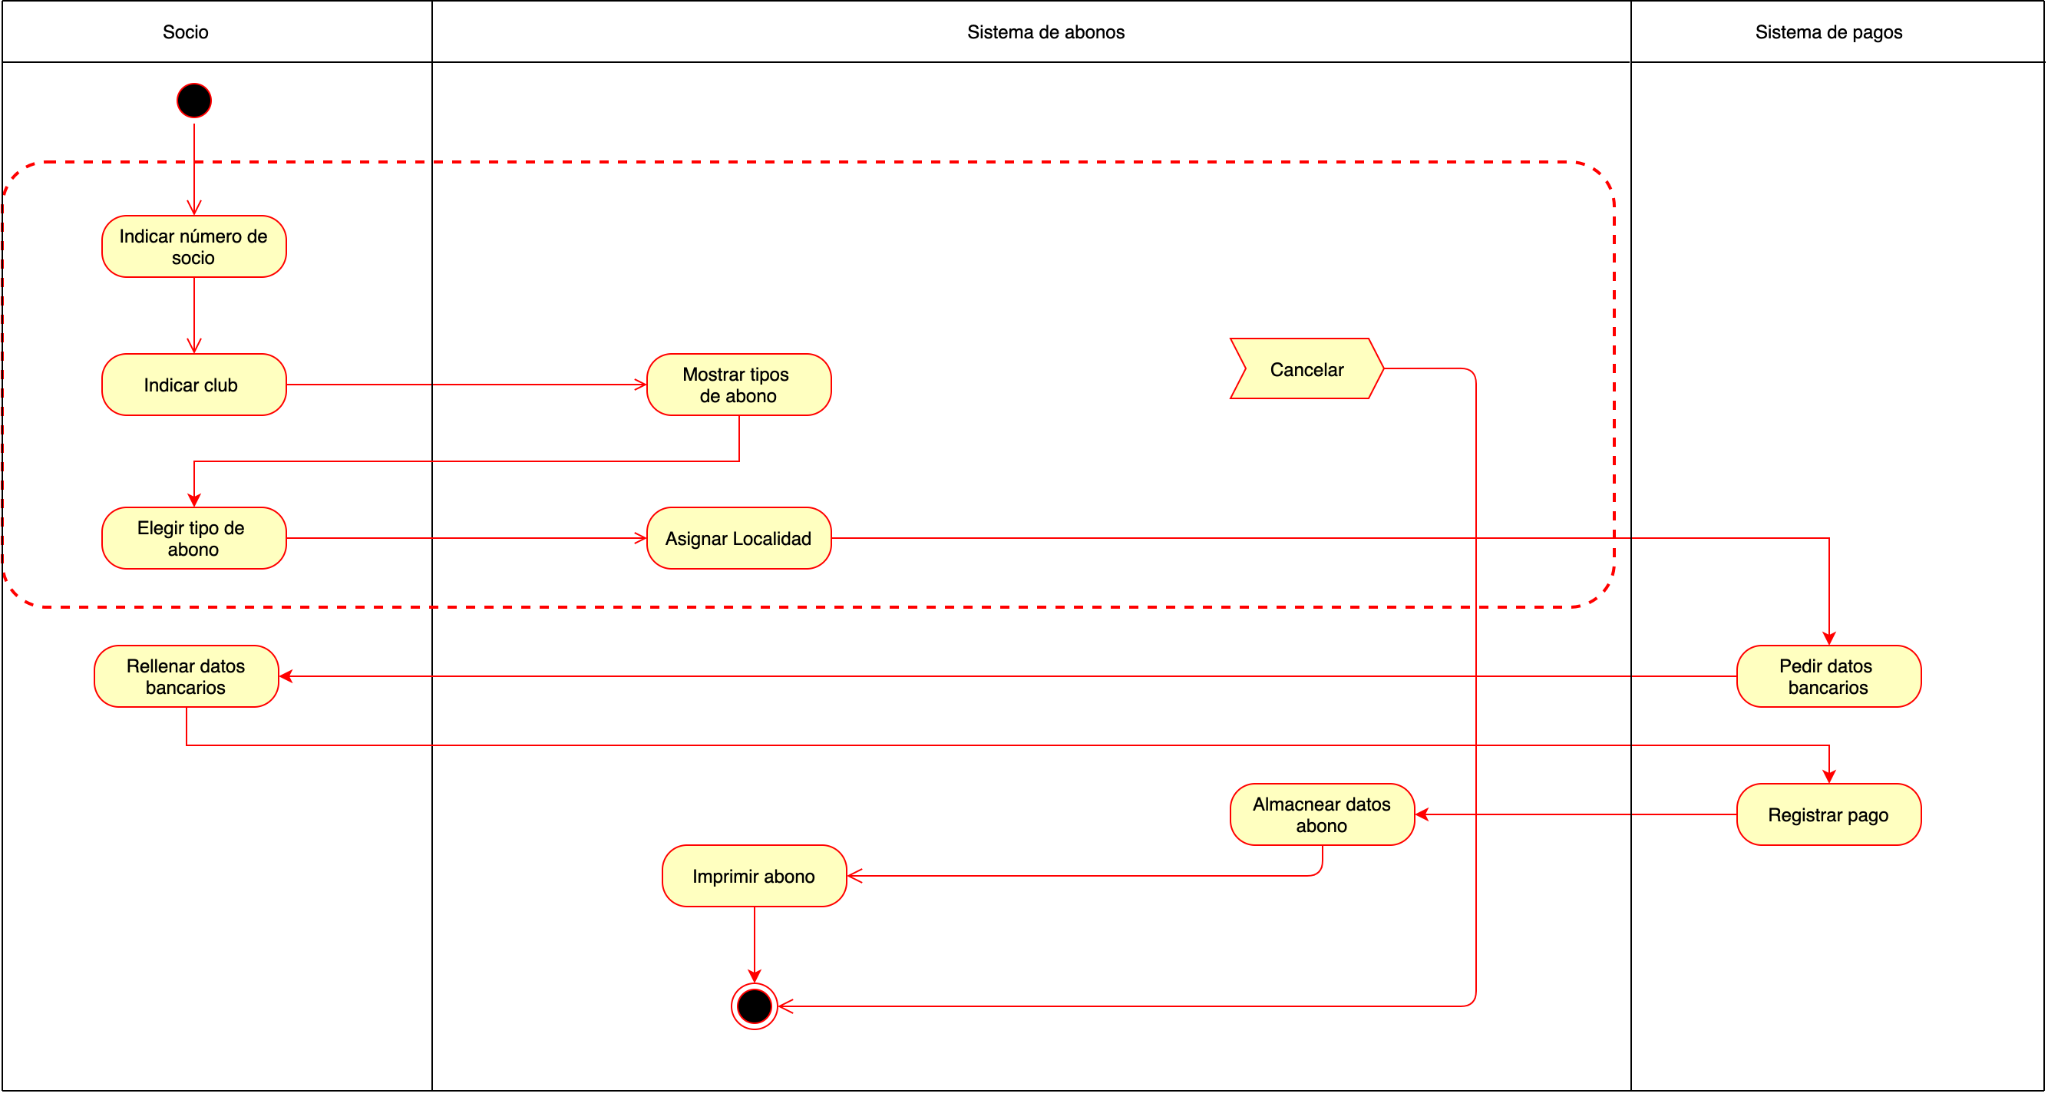 Socio
Sistema de abonos
Sistema de pagos
Indicar número de
socio
Indicar club
Mostrar tipos
de abono
Cancelar
Elegir tipo de
abono
Asignar Localidad
Rellenar datos
bancarios
Pedir datos
bancarios
Almacnear datos
abono
Registrar pago
Imprimir abono